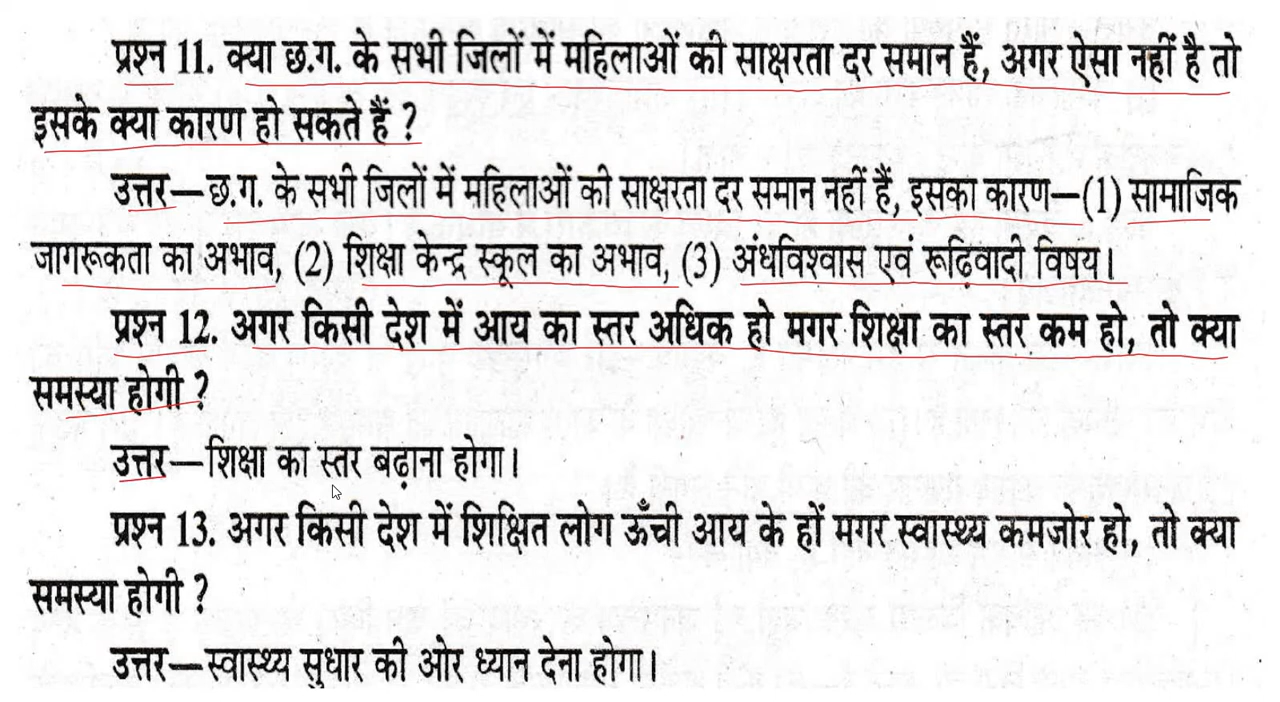 प्रश्न 11. क्या छ.ग. के सभी जिलों में महिलाओं की साक्षरता दर समान हैं, अगर ऐसा नहीं है तो
इसके क्या कारण हो सकते हैं ?
उत्तर—छ.ग. के सभी जिलों में महिलाओं की साक्षरता दर समान नहीं हैं, इसका कारण—(1) सामाजिक
जागरूकता का अभाव, (2) शिक्षा केन्द्र स्कूल का अभाव, (3) अंधविश्वास एवं रूढ़िवादी विषय।
प्रश्न 12. अगर किसी देश में आय का स्तर अधिक हो मगर शिक्षा का स्तर कम हो, तो क्या
समस्या होगी ?
उत्तर—शिक्षा का स्तर बढ़ाना होगा।
प्रश्न 13. अगर किसी देश में शिक्षित लोग ऊँची आय के हों मगर स्वास्थ्य कमजोर हो, तो क्या
समस्या होगी ?
उत्तर—स्वास्थ्य सुधार की ओर ध्यान देना होगा।